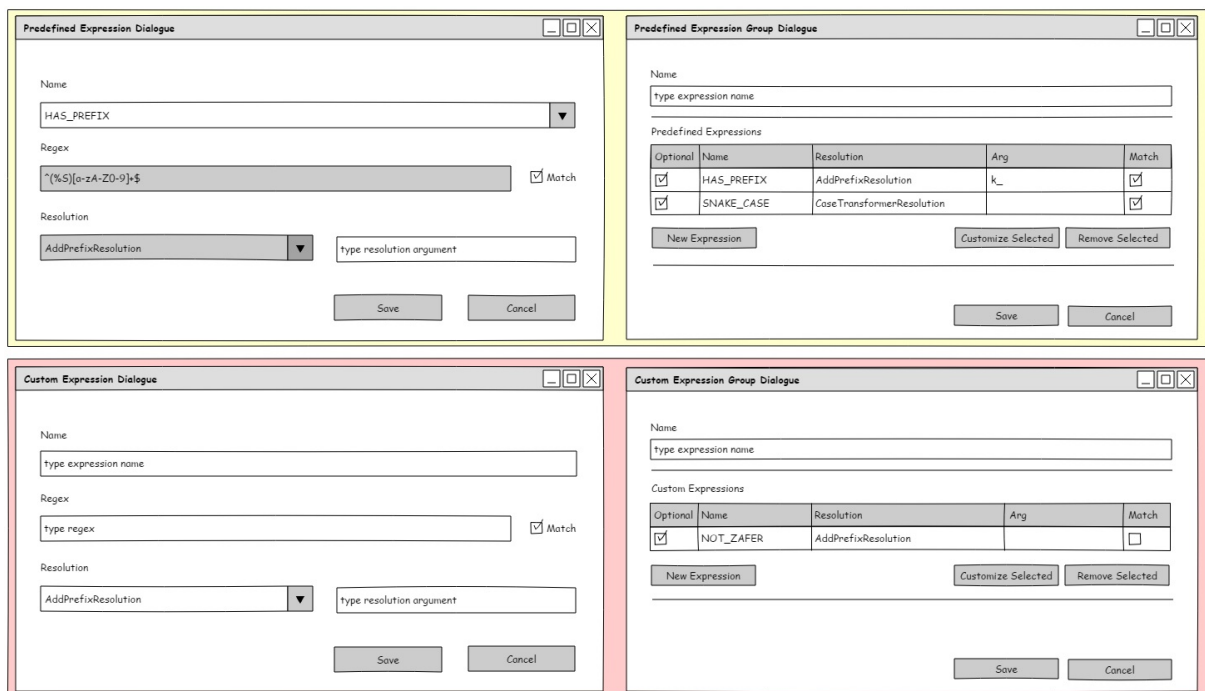 Predefined Expression Dialogue
Name
HAS_PREFIX
Regex
^(%S)[a-zA-Z0-9]+$
Match
Resolution
AddPrefixResolution
type resolution argument
Save Cancel
Predefined Expression Group Dialogue
Name
type expression name
Predefined Expressions
Optional Name Resolution Arg Match
HAS_PREFIX AddPrefixResolution k_
SNAKE_CASE CaseTransformerResolution
New Expression Customize Selected Remove Selected
Save Cancel
Custom Expression Dialogue
Name
type expression name
Regex
type regex
Match
Resolution
AddPrefixResolution
type resolution argument
Save Cancel
Custom Expression Group Dialogue
Name
type expression name
Custom Expressions
Optional Name Resolution Arg Match
NOT_ZAFER AddPrefixResolution
New Expression Customize Selected Remove Selected
Save Cancel